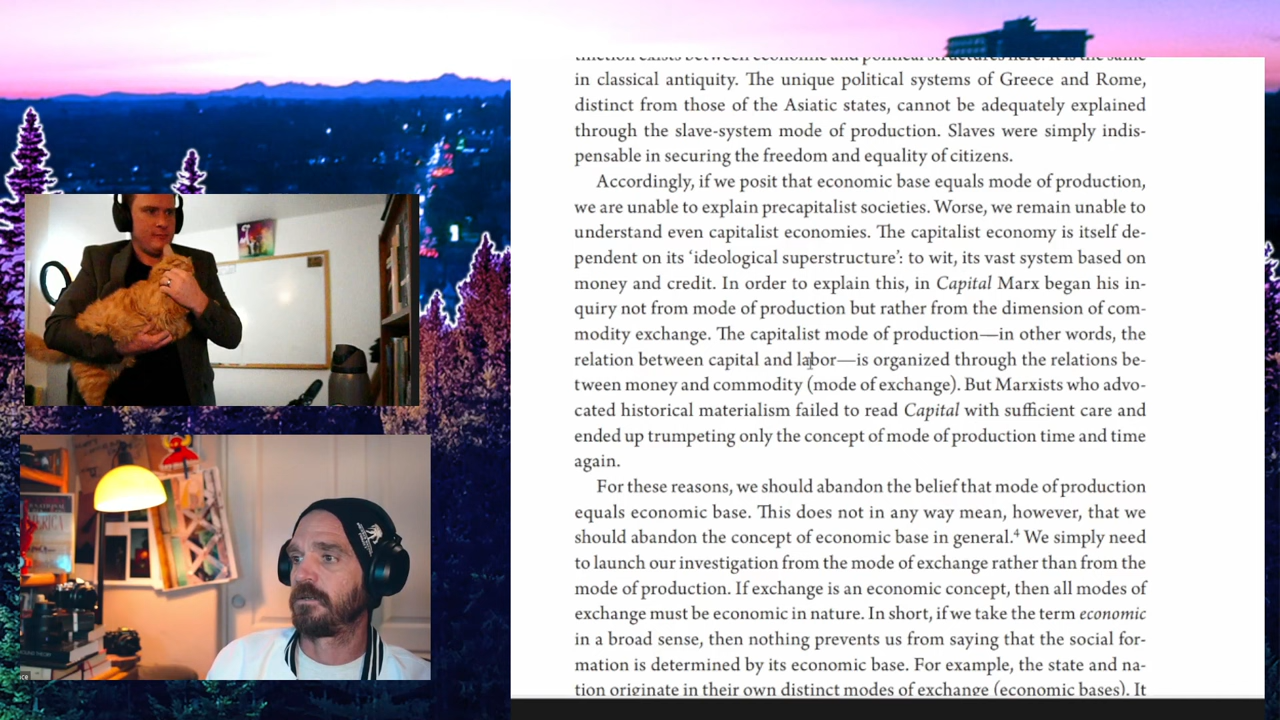 in classical antiquity. The unique political systems of Greece and Rome,
distinct from those of the Asiatic states, cannot be adequately explained
through the slave-system mode of production. Slaves were simply indis-
pensable in securing the freedom and equality of citizens.
Accordingly, if we posit that economic base equals mode of production,
we are unable to explain precapitalist societies. Worse, we remain unable to
understand even capitalist economies. The capitalist economy is itself de-
pendent on its ‘ideological superstructure’: to wit, its vast system based on
money and credit. In order to explain this, in Capital Marx began his in-
quiry not from mode of production but rather from the dimension of com-
modity exchange. The capitalist mode of production—in other words, the
relation between capital and labor—is organized through the relations be-
tween money and commodity (mode of exchange). But Marxists who advo-
cated historical materialism failed to read Capital with sufficient care and
ended up trumpeting only the concept of mode of production time and time
again.
For these reasons, we should abandon the belief that mode of production
equals economic base. This does not in any way mean, however, that we
should abandon the concept of economic base in general.⁴ We simply need
to launch our investigation from the mode of exchange rather than from the
mode of production. If exchange is an economic concept, then all modes of
exchange must be economic in nature. In short, if we take the term economic
in a broad sense, then nothing prevents us from saying that the social for-
mation is determined by its economic base. For example, the state and na-
tion originate in their own distinct modes of exchange (economic bases). It